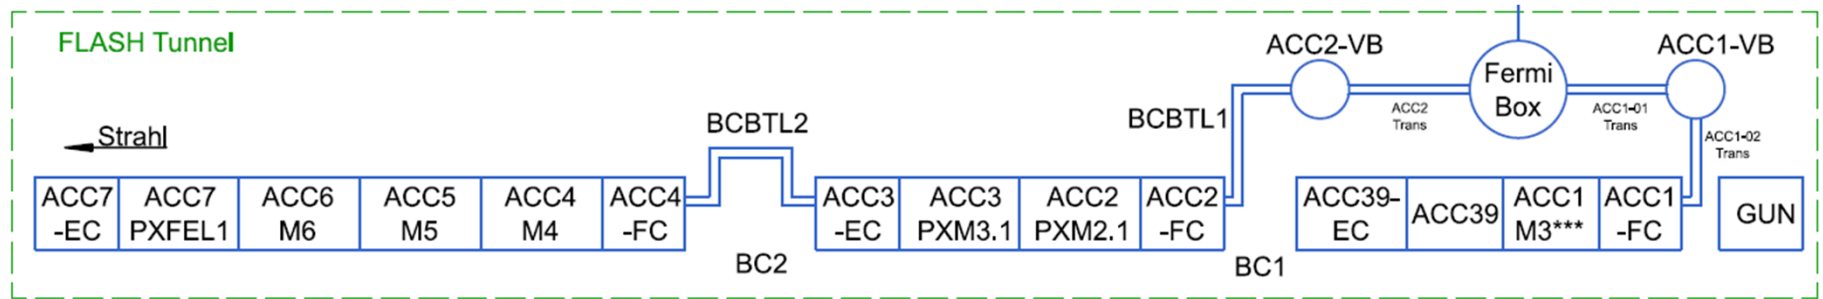 FLASH Tunnel
ACC2-VB
ACC1-VB
Fermi
Box
ACC2
Trans
ACC1-01
Trans
BCBTL1
BCBTL2
ACC1-02
Trans
Strahl
ACC7
-EC
ACC7
PXFEL1
ACC6
M6
ACC5
M5
ACC4
M4
ACC4
-FC
ACC3
-EC
ACC3
PXM3.1
ACC2
PXM2.1
ACC2
-FC
ACC39-
EC
ACC39
ACC1
M3***
ACC1
-FC
GUN
BC2
BC1